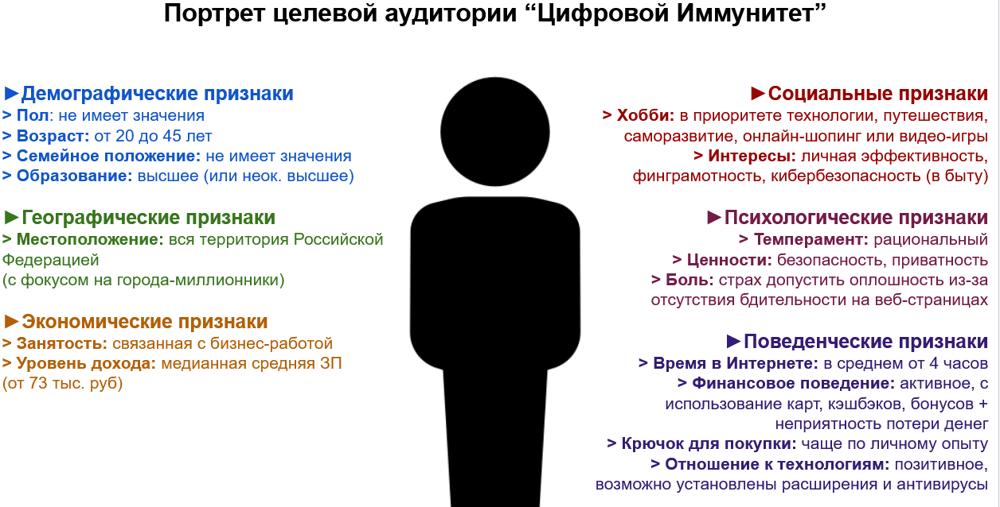 Портрет целевой аудитории “Цифровой Иммунитет”
►Демографические признаки
> Пол: не имеет значения
> Возраст: от 20 до 45 лет
> Семейное положение: не имеет значения
> Образование: высшее (или неок. высшее)
►Географические признаки
> Местоположение: вся территория Российской
Федерацией
(с фокусом на города-миллионники)
►Экономические признаки
> Занятость: связанная с бизнес-работой
> Уровень дохода: медианная средняя ЗП
(от 73 тыс. руб)
►Социальные признаки
> Хобби: в приоритете технологии, путешествия,
саморазвитие, онлайн-шопинг или видео-игры
> Интересы: личная эффективность,
финграмотность, кибербезопасность (в быту)
►Психологические признаки
> Темперамент: рациональный
> Ценности: безопасность, приватность
> Боль: страх допустить оплошность из-за
отсутствия бдительности на веб-страницах
►Поведенческие признаки
> Время в Интернете: в среднем от 4 часов
> Финансовое поведение: активное, с
использование карт, кэшбэков, бонусов +
неприятность потери денег
> Крючок для покупки: чаще по личному опыту
> Отношение к технологиям: позитивное,
возможно установлены расширения и антивирусы